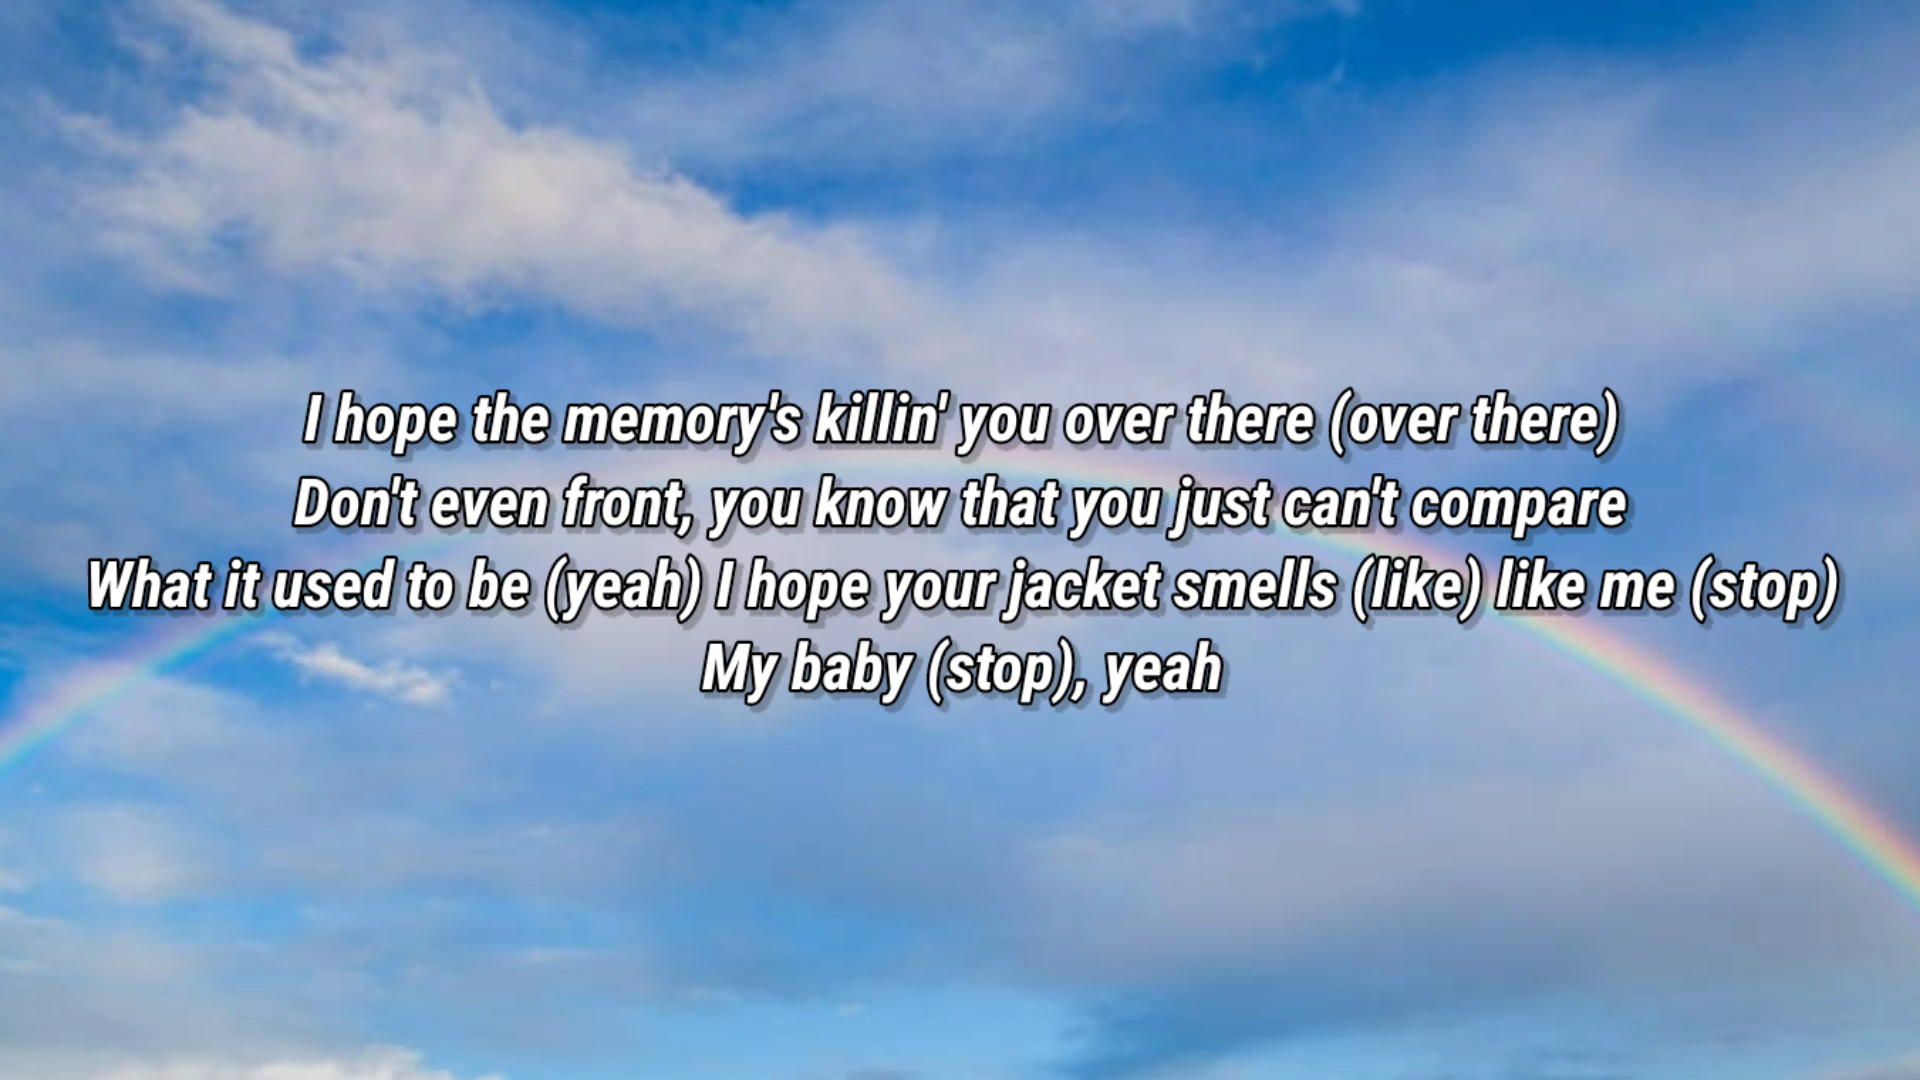 I hope the memory's killin' you over there (over there)
Don't even front, you know that you just can't compare
What it used to be (yeah) I hope your jacket smells (like) like me (stop)
My baby (stop), yeah